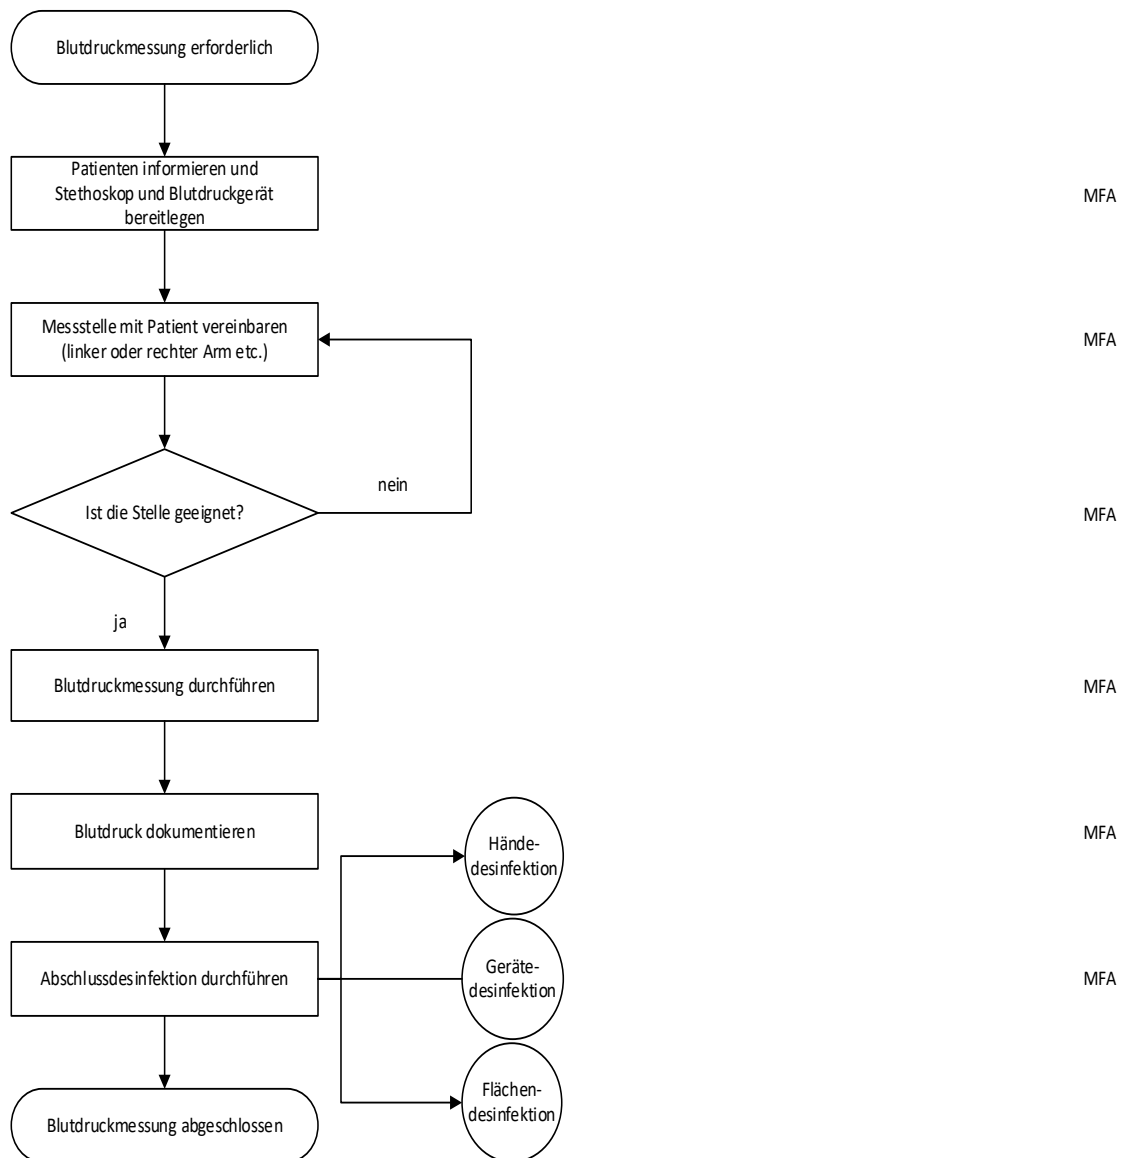 Blutdruckmessung erforderlich
Patienten informieren und
Stethoskop und Blutdruckgerät
bereitlegen
MFA
Messstelle mit Patient vereinbaren
(linker oder rechter Arm etc.)
MFA
nein
Ist die Stelle geeignet?
MFA
ja
Blutdruckmessung durchführen
MFA
Blutdruck dokumentieren
MFA
Hände-
desinfektion
Abschlussdesinfektion durchführen
Geräte-
desinfektion
MFA
Flächen-
desinfektion
Blutdruckmessung abgeschlossen